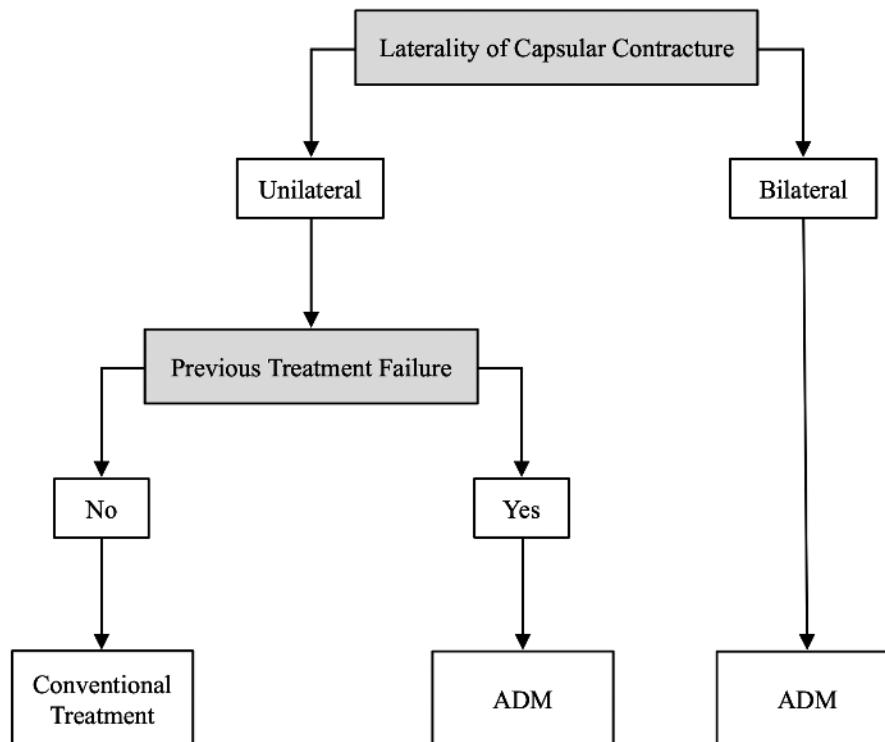 Laterality of Capsular Contracture
Unilateral
Bilateral
Previous Treatment Failure
No
Yes
Conventional
Treatment
ADM
ADM